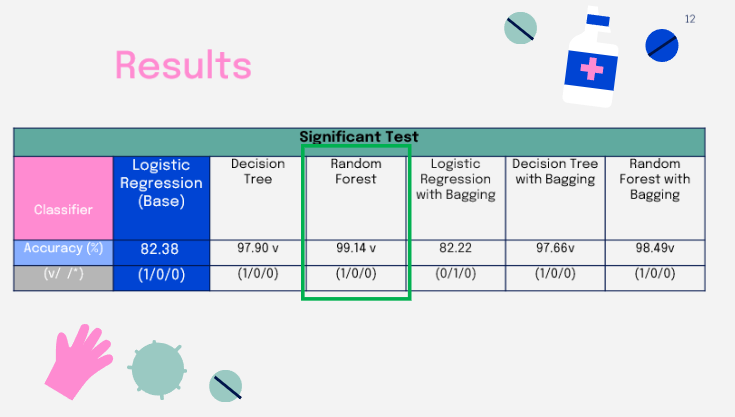 12
Results
Significant Test
Classifier
Logistic
Regression
(Base)
Decision
Tree
Random
Forest
Logistic
Regression
with Bagging
Decision Tree
with Bagging
Random
Forest with
Bagging
Accuracy (%) 82.38 97.90 v 99.14 v 82.22 97.66v 98.49v
(v/ /*) (1/0/0) (1/0/0) (1/0/0) (0/1/0) (1/0/0) (1/0/0)